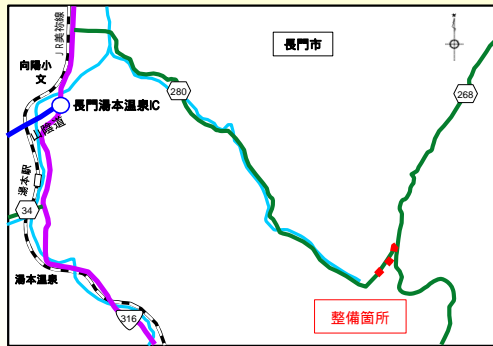 JR美祢線
長門市
向陽小
文
280
268
長門湯本温泉IC
山陰道
湯本駅
34
湯本温泉
316
整備箇所